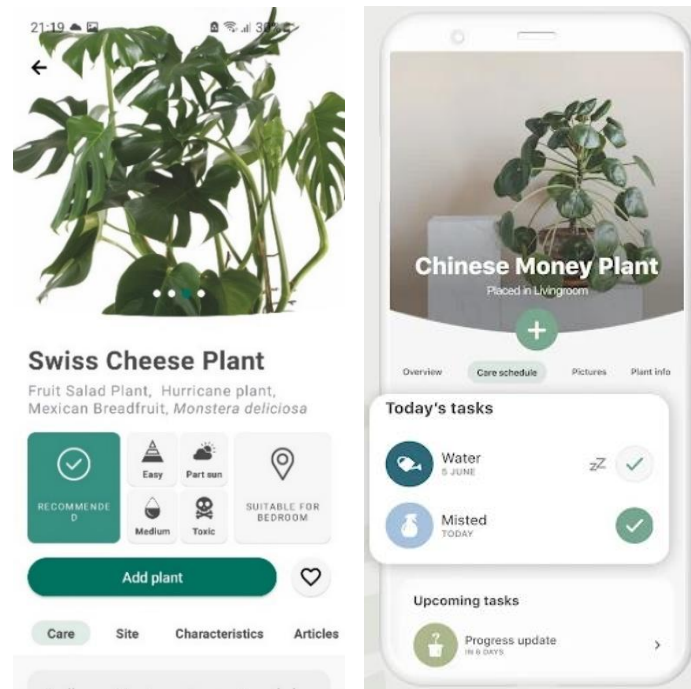 21:19
Swiss Cheese Plant
Fruit Salad Plant, Hurricane plant,
Mexican Breadfruit, Monstera deliciosa
RECOMMENDE
D
Easy
Part sun
Medium
Toxic
SUITABLE FOR
BEDROOM
Add plant
Care Site Characteristics Articles
Chinese Money Plant
Placed in Livingroom
+
Overview Care schedule Pictures Plant info
Today's tasks
Water
5 JUNE
zZ
Misted
TODAY
Upcoming tasks
Progress update
IN 6 DAYS